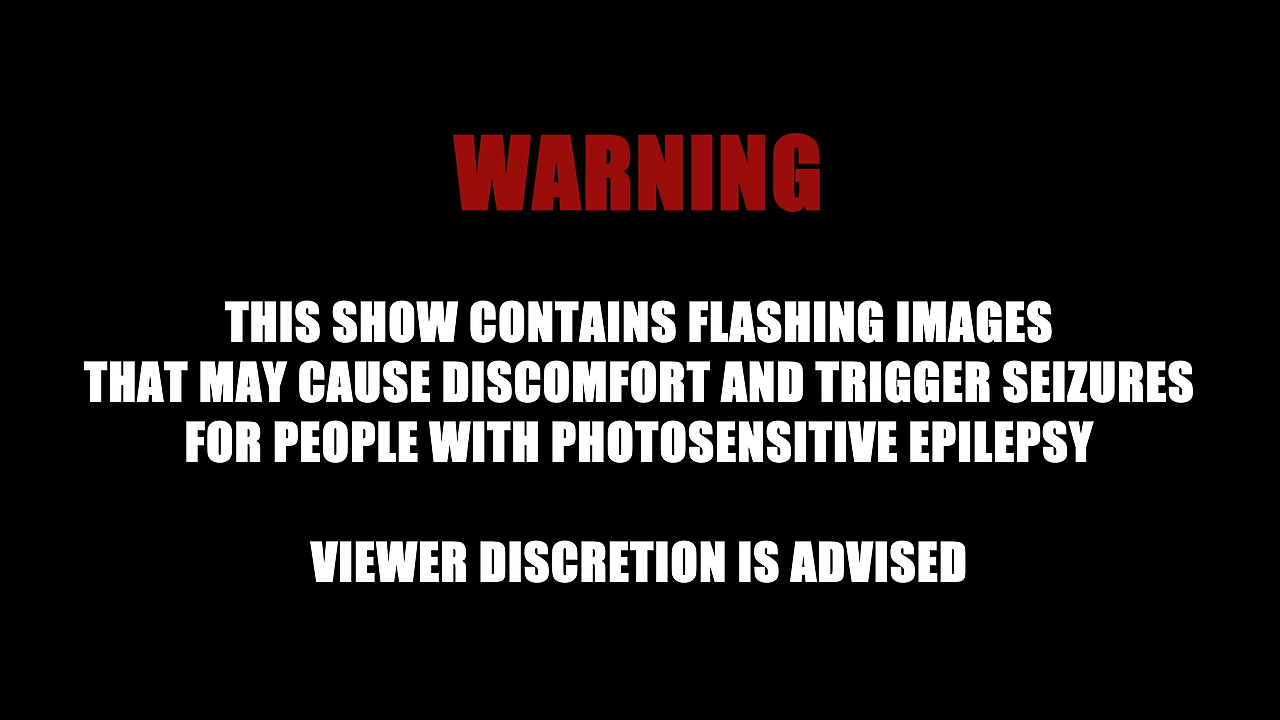 WARNING
THIS SHOW CONTAINS FLASHING IMAGES
THAT MAY CAUSE DISCOMFORT AND TRIGGER SEIZURES
FOR PEOPLE WITH PHOTOSENSITIVE EPILEPSY
VIEWER DISCRETION IS ADVISED